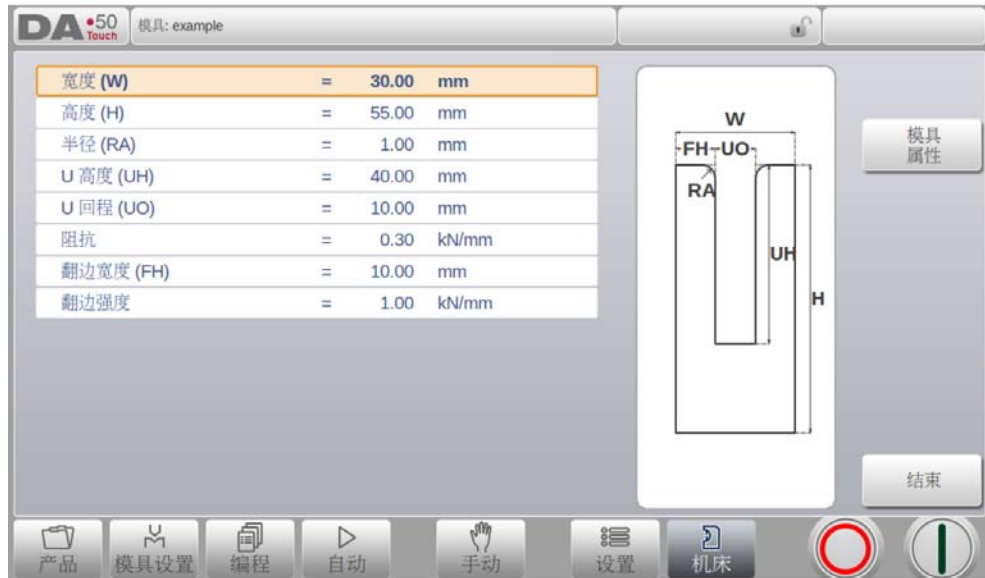 DA•50 Touch 模具: example
宽度 (W) = 30.00 mm
高度 (H) = 55.00 mm
半径 (RA) = 1.00 mm
U 高度 (UH) = 40.00 mm
U 回程 (UO) = 10.00 mm
阻抗 = 0.30 kN/mm
翻边宽度 (FH) = 10.00 mm
翻边强度 = 1.00 kN/mm
W
FH UO
RA
UH
H
模具
属性
结束
产品 模具设置 编程 自动 手动 设置 机床